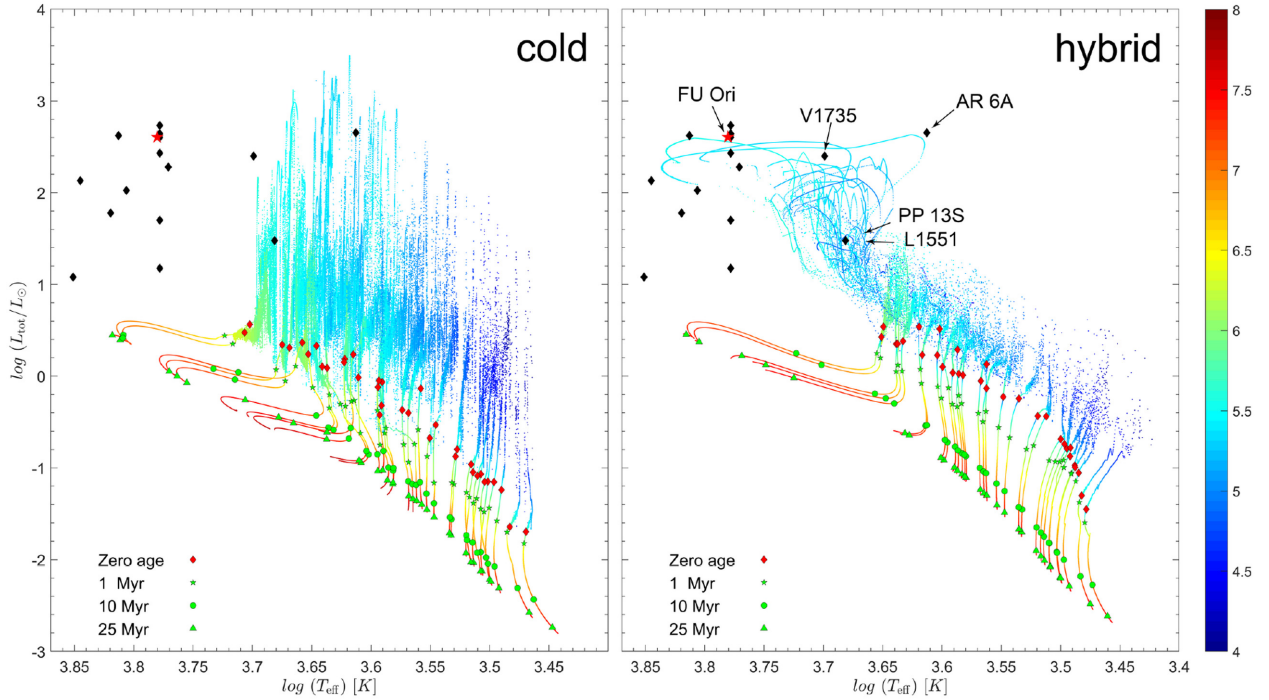 cold
hybrid
4
3
2
1
0
-1
-2
-3
log (L_tot/L_⊙)
FU Ori
V1735
AR 6A
PP 13S
L1551
Zero age
1 Myr
10 Myr
25 Myr
Zero age
1 Myr
10 Myr
25 Myr
3.85 3.8 3.75 3.7 3.65 3.6 3.55 3.5 3.45
3.85 3.8 3.75 3.7 3.65 3.6 3.55 3.5 3.45 3.4
log (T_eff) [K]
log (T_eff) [K]
8
7.5
7
6.5
6
5.5
5
4.5
4